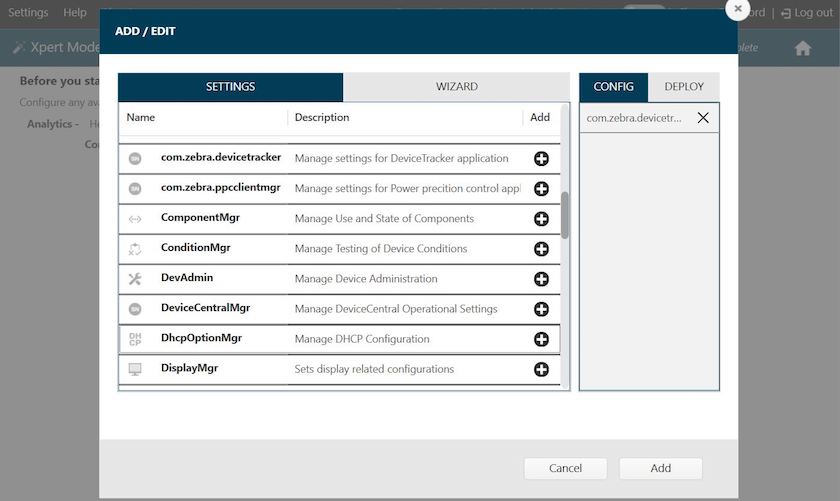 Settings Help Log out
Xpert Mode
ADD / EDIT
SETTINGS WIZARD CONFIG DEPLOY
Name Description Add
com.zebra.devicetr...
com.zebra.devicetracker Manage settings for DeviceTracker application
com.zebra.ppcclientmgr Manage settings for Power precition control appl
ComponentMgr Manage Use and State of Components
ConditionMgr Manage Testing of Device Conditions
DevAdmin Manage Device Administration
DeviceCentralMgr Manage DeviceCentral Operational Settings
DHCP DhcpOptionMgr Manage DHCP Configuration
DisplayMgr Sets display related configurations
Before you sta
Configure any ava
Analytics - He
Cancel Add